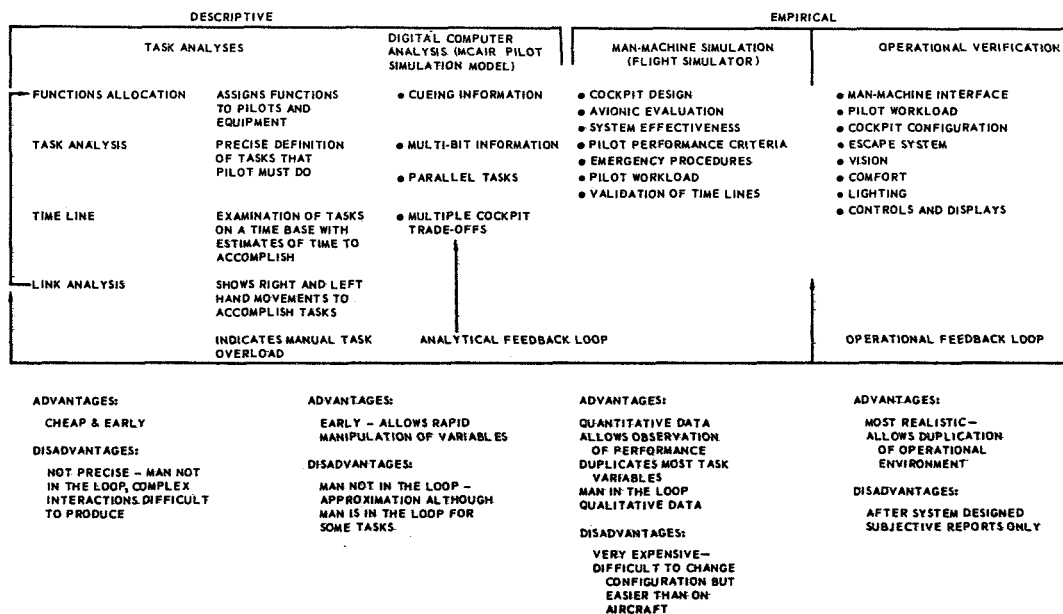 DESCRIPTIVE
EMPIRICAL
TASK ANALYSES
DIGITAL COMPUTER
ANALYSIS (MCAIR PILOT
SIMULATION MODEL)
MAN-MACHINE SIMULATION
(FLIGHT SIMULATOR)
OPERATIONAL VERIFICATION
FUNCTIONS ALLOCATION
ASSIGNS FUNCTIONS
TO PILOTS AND
EQUIPMENT
TASK ANALYSIS
PRECISE DEFINITION
OF TASKS THAT
PILOT MUST DO
TIME LINE
EXAMINATION OF TASKS
ON A TIME BASE WITH
ESTIMATES OF TIME TO
ACCOMPLISH
LINK ANALYSIS
SHOWS RIGHT AND LEFT
HAND MOVEMENTS TO
ACCOMPLISH TASKS
INDICATES MANUAL TASK
OVERLOAD
• CUEING INFORMATION
• MULTI-BIT INFORMATION
• PARALLEL TASKS
• MULTIPLE COCKPIT
TRADE-OFFS
ANALYTICAL FEEDBACK LOOP
• COCKPIT DESIGN
• AVIONIC EVALUATION
• SYSTEM EFFECTIVENESS
• PILOT PERFORMANCE CRITERIA
• EMERGENCY PROCEDURES
• PILOT WORKLOAD
• VALIDATION OF TIME LINES
• MAN-MACHINE INTERFACE
• PILOT WORKLOAD
• COCKPIT CONFIGURATION
• ESCAPE SYSTEM
• VISION
• COMFORT
• LIGHTING
• CONTROLS AND DISPLAYS
OPERATIONAL FEEDBACK LOOP
ADVANTAGES:
CHEAP & EARLY
DISADVANTAGES:
NOT PRECISE – MAN NOT
IN THE LOOP, COMPLEX
INTERACTIONS DIFFICULT
TO PRODUCE
ADVANTAGES:
EARLY – ALLOWS RAPID
MANIPULATION OF VARIABLES
DISADVANTAGES:
MAN NOT IN THE LOOP –
APPROXIMATION ALTHOUGH
MAN IS IN THE LOOP FOR
SOME TASKS
ADVANTAGES:
QUANTITATIVE DATA
ALLOWS OBSERVATION
OF PERFORMANCE
DUPLICATES MOST TASK
VARIABLES
MAN IN THE LOOP
QUALITATIVE DATA
DISADVANTAGES:
VERY EXPENSIVE–
DIFFICULT TO CHANGE
CONFIGURATION BUT
EASIER THAN ON
AIRCRAFT
ADVANTAGES:
MOST REALISTIC–
ALLOWS DUPLICATION
OF OPERATIONAL
ENVIRONMENT
DISADVANTAGES:
AFTER SYSTEM DESIGNED
SUBJECTIVE REPORTS ONLY